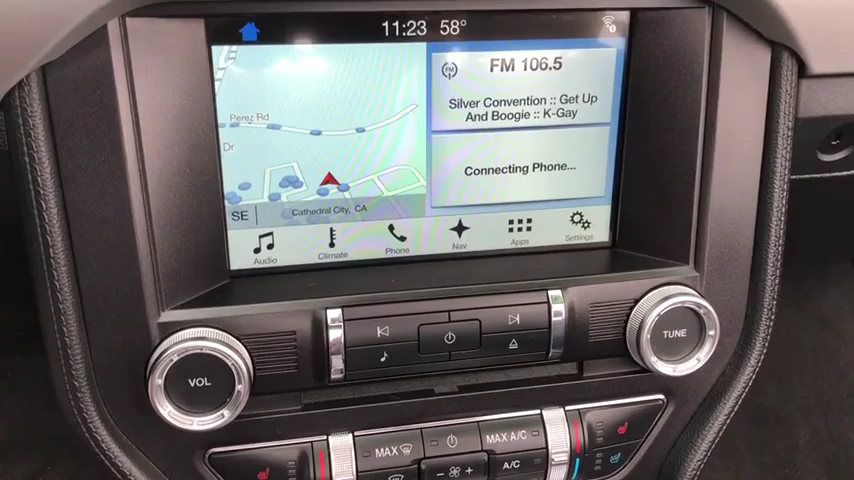 11:23 58°
FM FM 106.5
Silver Convention :: Get Up
And Boogie :: K-Gay
Perez Rd
Dr
Connecting Phone...
SE
Cathedral City, CA
Audio
Climate
Phone
Nav
Apps
Settings
VOL
TUNE
MAX
MAX A/C
A/C